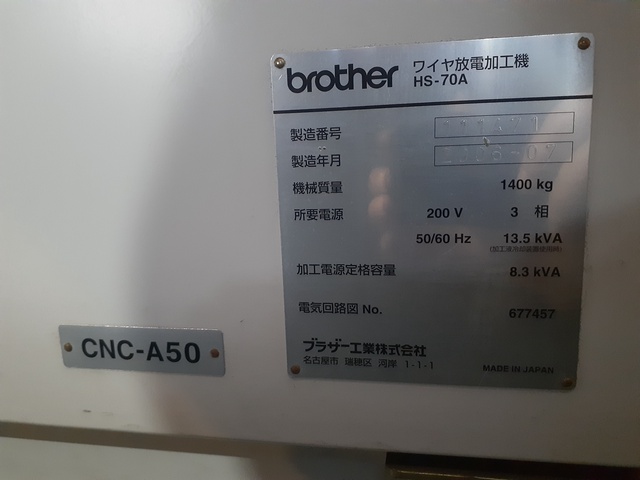 brother ワイヤ放電加工機
HS-70A
製造番号
製造年月
機械質量 1400 kg
所要電源 200 V 3 相
50/60 Hz 13.5 kVA
加工電源定格容量 8.3 kVA
電気回路図 No. 677457
ブラザー工業株式会社
名古屋市 瑞穂区 河岸 1-1-1
MADE IN JAPAN
CNC-A50